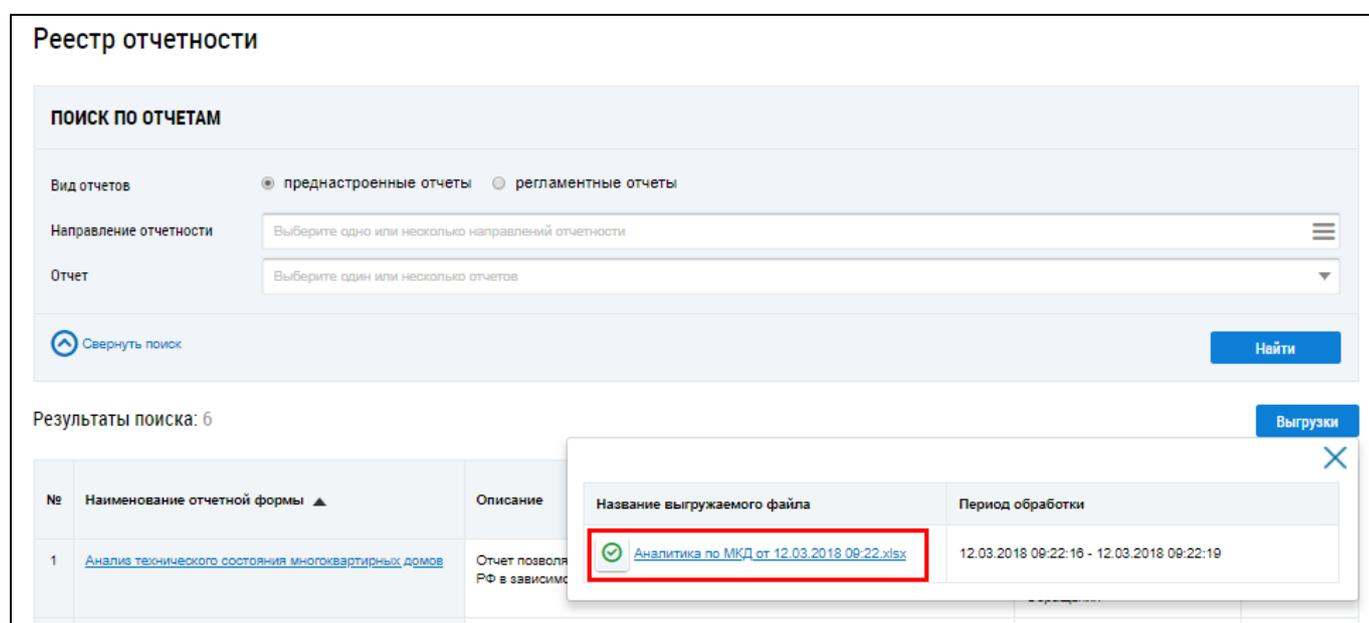 Реестр отчетности
ПОИСК ПО ОТЧЕТАМ
Вид отчетов
преднастроенные отчеты
регламентные отчеты
Направление отчетности
Выберите одно или несколько направлений отчетности
Отчет
Выберите один или несколько отчетов
Свернуть поиск
Найти
Результаты поиска: 6
Выгрузки
№
Наименование отчетной формы
Описание
Название выгружаемого файла
Период обработки
1
Анализ технического состояния многоквартирных домов
Отчет позволя
РФ в зависимо
Аналитика по МКД от 12.03.2018 09:22.xlsx
12.03.2018 09:22:16 - 12.03.2018 09:22:19